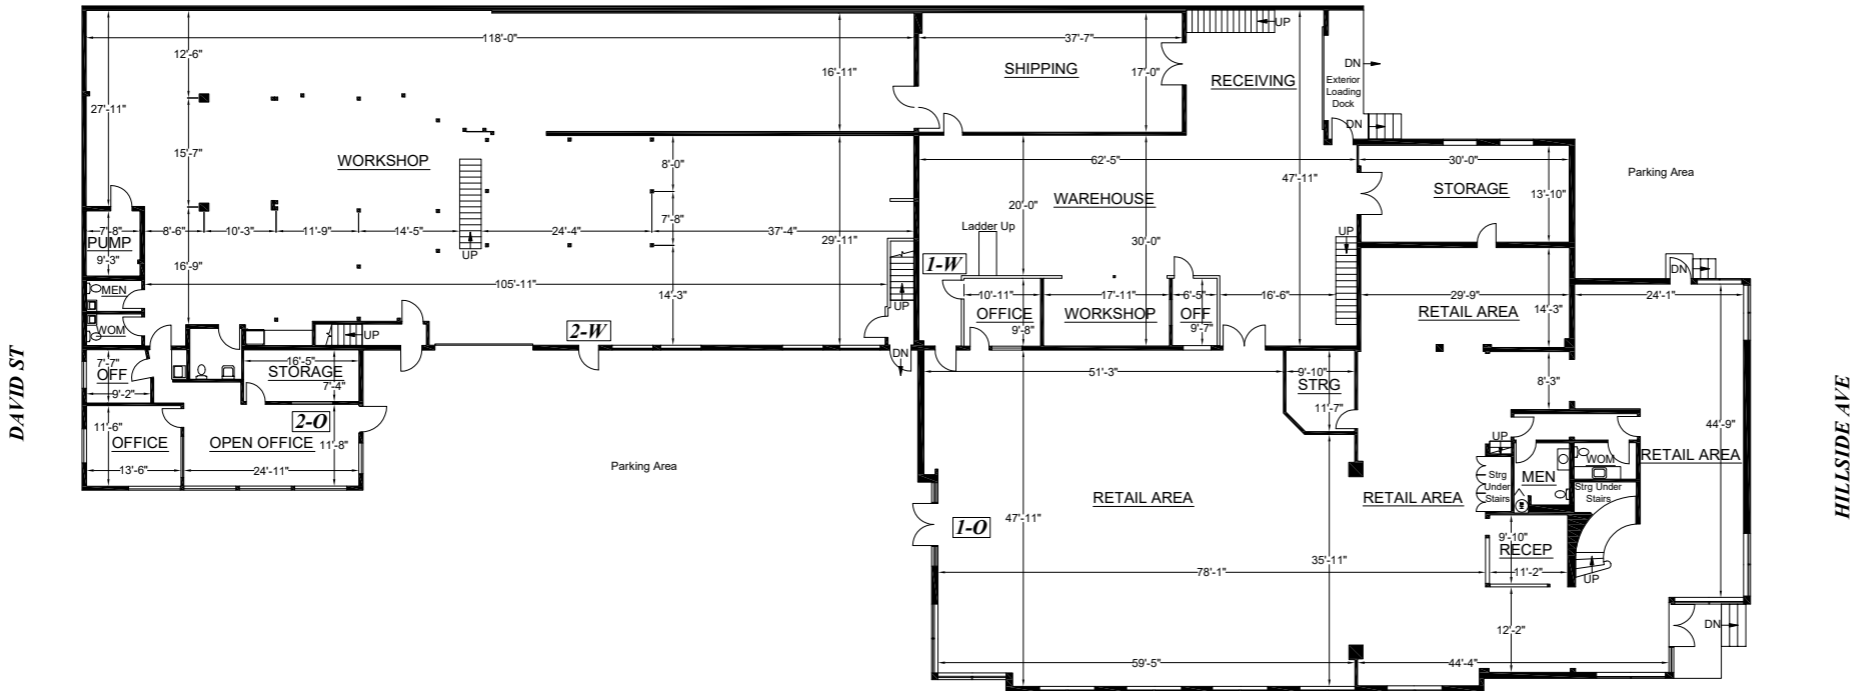 118'-0"
37'-7"
UP
12'-6"
16'-11"
SHIPPING
17'-0"
RECEIVING
DN
Exterior
Loading
Dock
27'-11"
DN
15'-7"
WORKSHOP
8'-0"
62'-5"
30'-0"
Parking Area
47'-11"
STORAGE
13'-10"
20'-0"
WAREHOUSE
7'-8"
Ladder Up
7'-8"
8'-6"
10'-3"
11'-9"
14'-5"
24'-4"
37'-4"
PUMP
29'-11"
30'-0"
UP
UP
9'-3"
16'-9"
1-W
DN
MEN
105'-11"
14'-3"
10'-11"
17'-11"
6'-5"
16'-6"
29'-9"
24'-1"
UP
OFFICE
WORKSHOP
OFF
RETAIL AREA
14'-3"
WOM
UP
2-W
9'-8"
9'-7"
DAVID ST
7'-7"
16'-5"
DN
OFF
STORAGE
51'-3"
9'-10"
8'-3"
HILLSIDE AVE
9'-2"
7'-4"
STRG
11'-7"
11'-6"
2-O
44'-9"
OFFICE
OPEN OFFICE
11'-8"
UP
WOM
RETAIL AREA
13'-6"
24'-11"
Parking Area
Strg
Under
Stairs
MEN
Strg Under
Stairs
RETAIL AREA
RETAIL AREA
47'-11"
1-O
9'-10"
RECEP
35'-11"
78'-1"
11'-2"
UP
12'-2"
DN
59'-5"
44'-4"